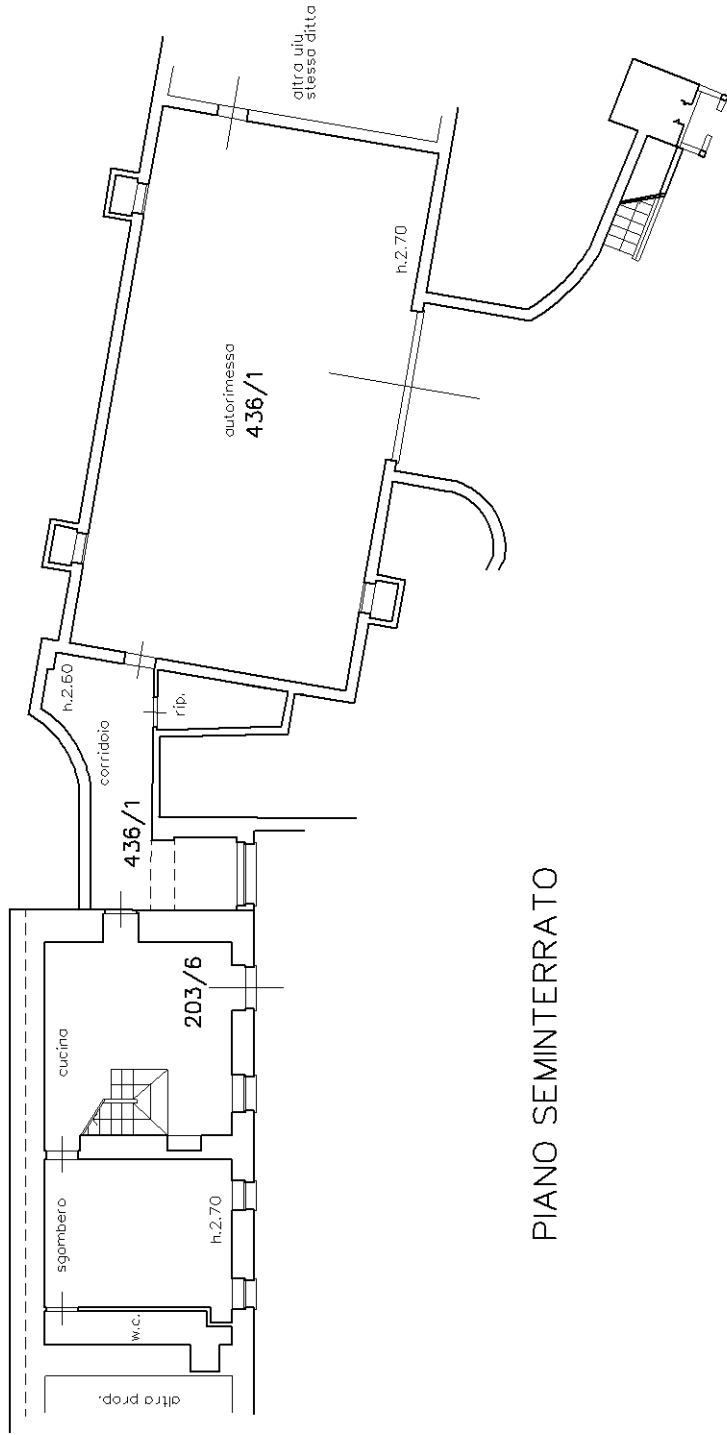 altra uiu
stessa ditta
h.2.70
autorimessa
436/1
h.2.60
rip.
corridoio
436/1
203/6
cucina
sgombero
h.2.70
w.c.
altra prop.
PIANO SEMINTERRATO